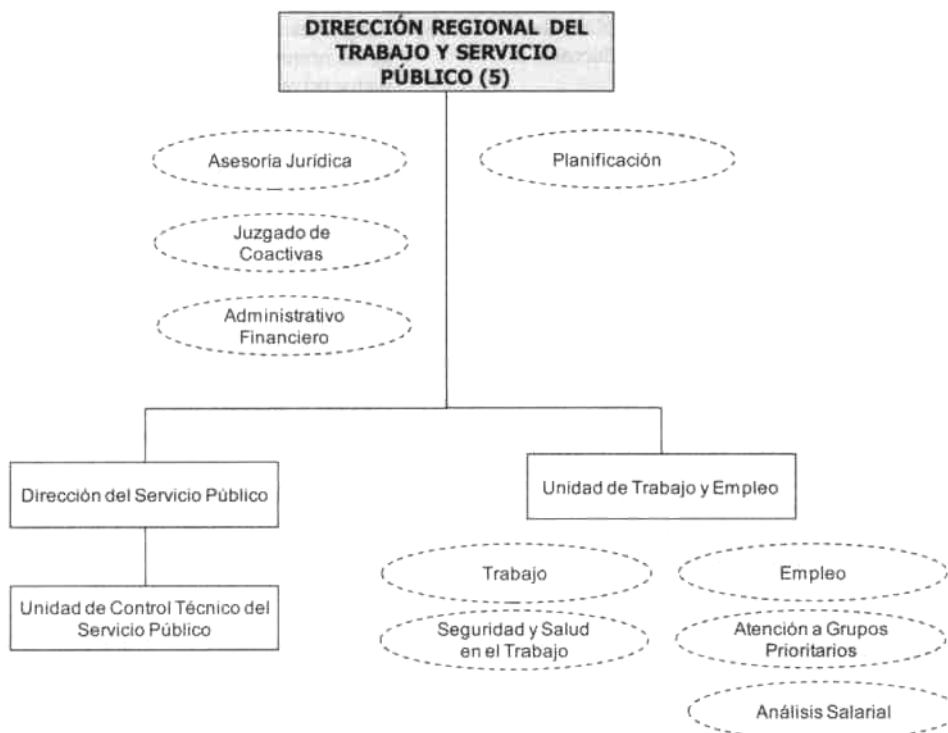 DIRECCIÓN REGIONAL DEL
TRABAJO Y SERVICIO
PÚBLICO (5)
Asesoría Jurídica
Planificación
Juzgado de
Coactivas
Administrativo
Financiero
Dirección del Servicio Público
Unidad de Trabajo y Empleo
Unidad de Control Técnico del
Servicio Público
Trabajo
Empleo
Seguridad y Salud
en el Trabajo
Atención a Grupos
Prioritarios
Análisis Salarial